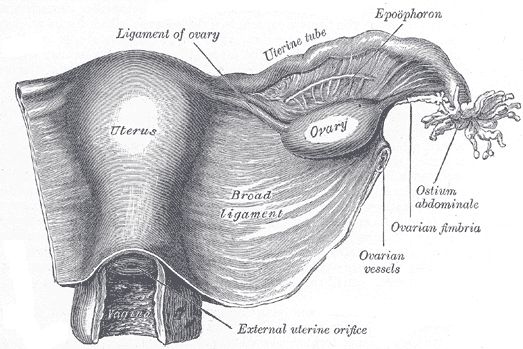 Epoöphoron
Ligament of ovary
Uterine tube
Uterus
Ovary
Broad
ligament
Ostium
abdominale
Ovarian fimbria
Ovarian
vessels
Vagina
External uterine orifice